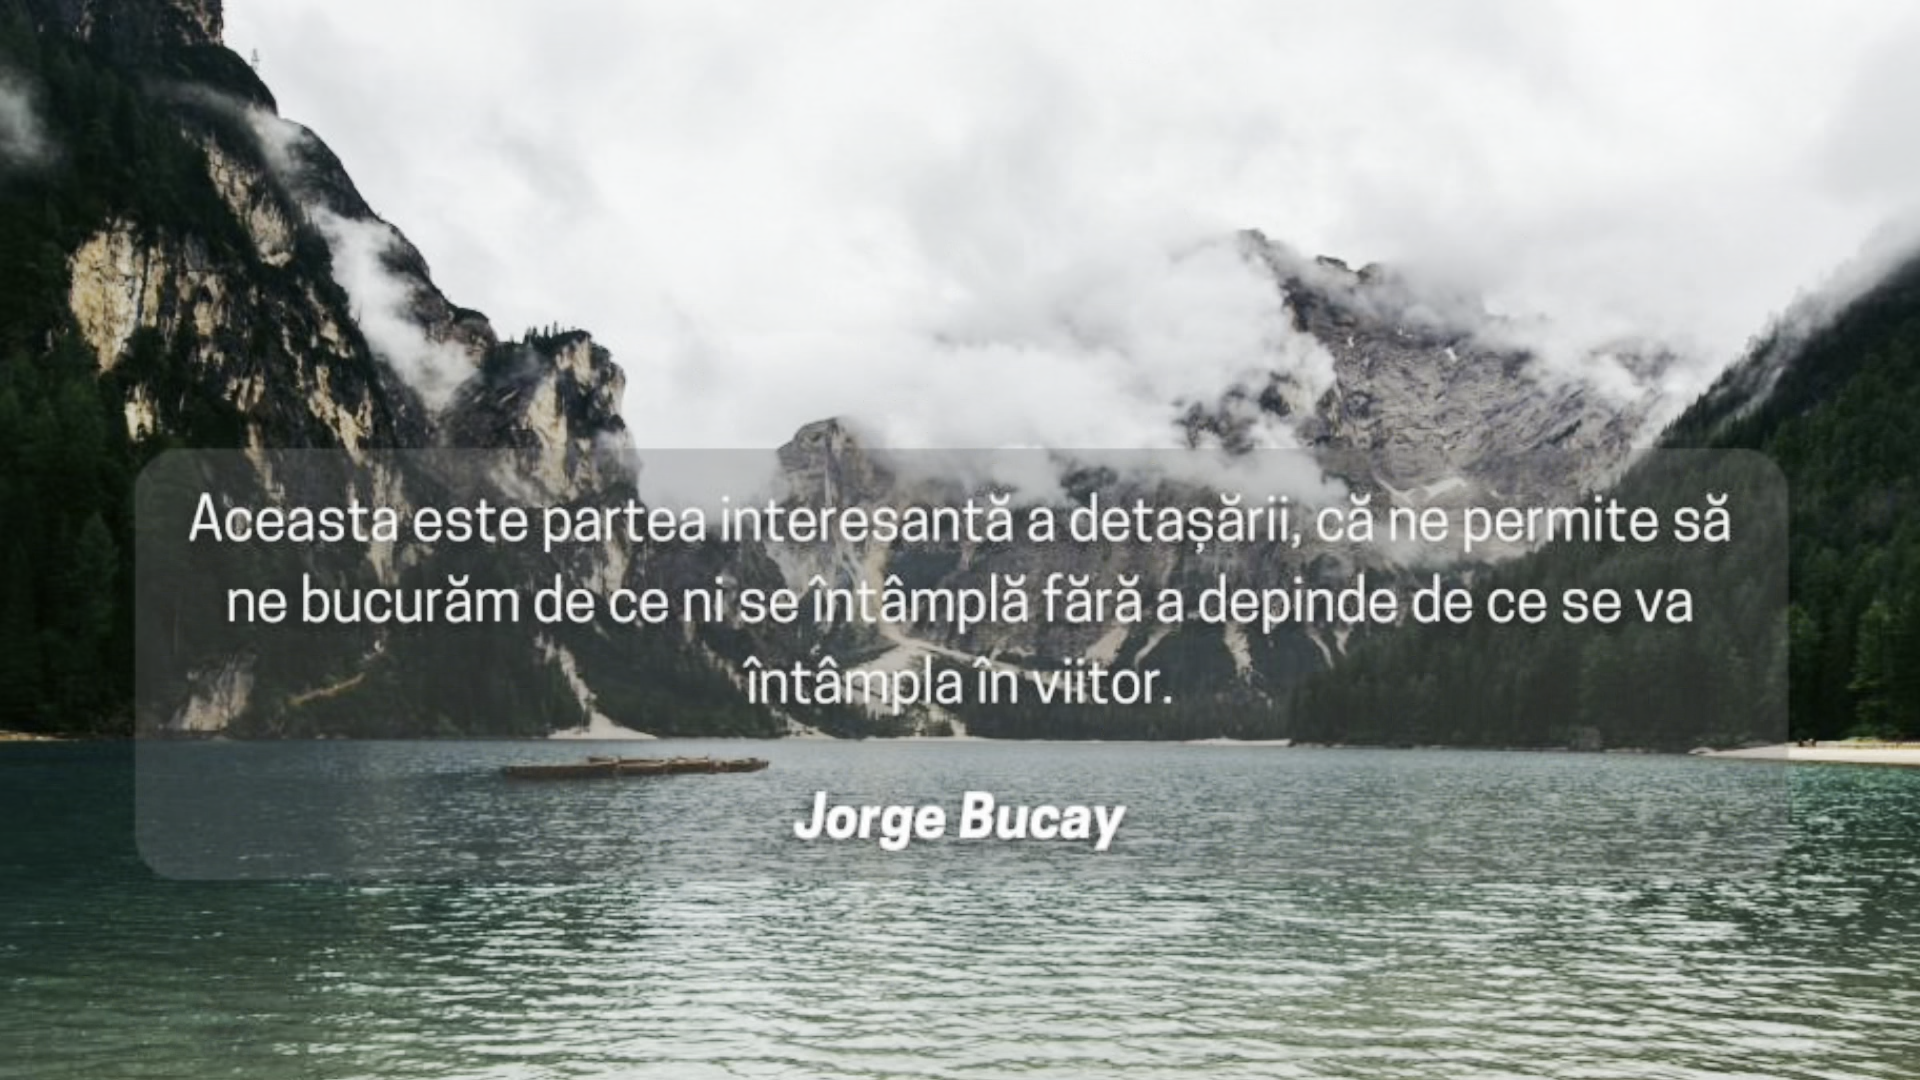 Aceasta este partea interesantă a detașării, că ne permite să
ne bucurăm de ce ni se întâmplă fără a depinde de ce se va
întâmpla în viitor.
Jorge Bucay